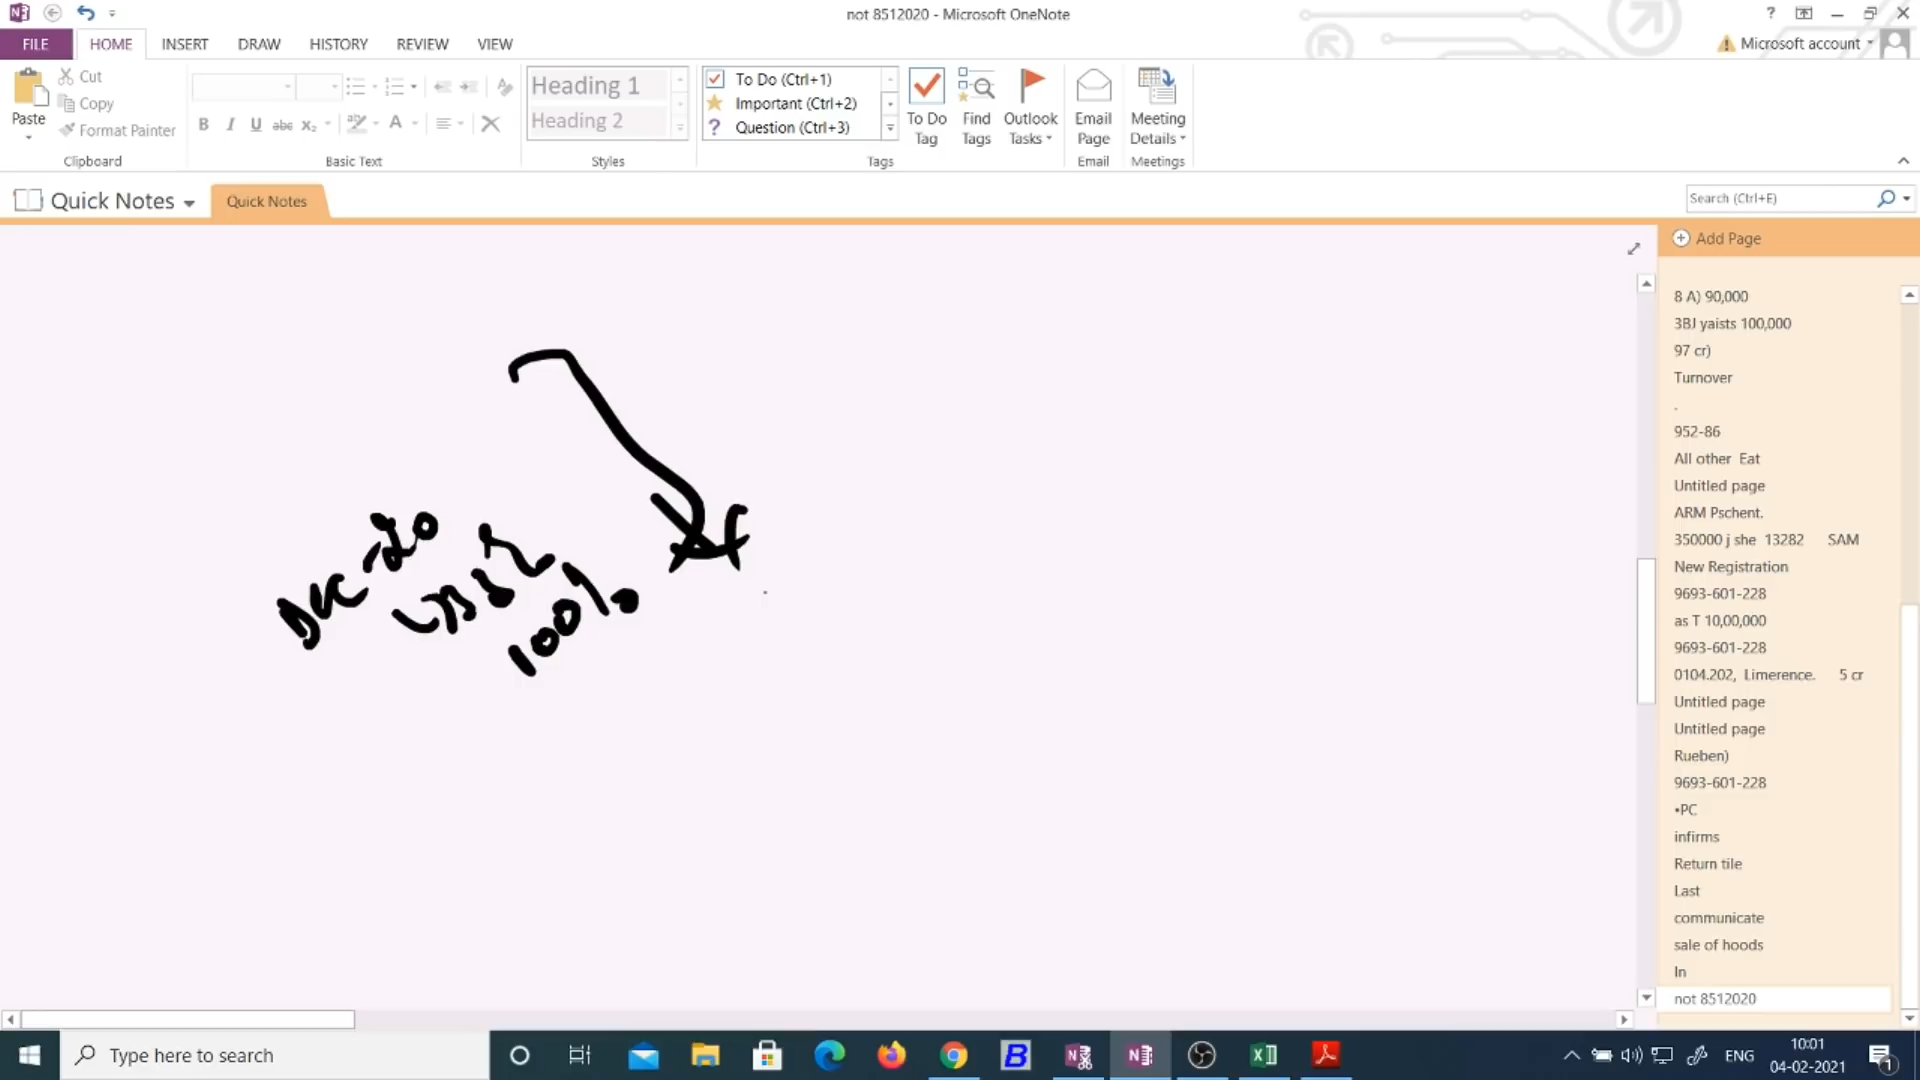 not 8512020 - Microsoft OneNote
?
FILE HOME INSERT DRAW HISTORY REVIEW VIEW
Microsoft account
Paste
Cut
Copy
Format Painter
Clipboard
B I U abc X₂ A
Basic Text
Heading 1
Heading 2
Styles
To Do (Ctrl+1)
Important (Ctrl+2)
Question (Ctrl+3)
To Do Tag
Find Tags
Outlook Tasks
Tags
Email Page
Email
Meeting Details
Meetings
Quick Notes
Quick Notes
Search (Ctrl+E)
Add Page
8 A) 90,000
3BJ yaists 100,000
97 cr)
Turnover
.
952-86
All other Eat
Untitled page
ARM Pschent.
350000 j she 13282 SAM
New Registration
9693-601-228
as T 10,00,000
9693-601-228
0104.202, Limerence. 5 cr
Untitled page
Untitled page
Rueben)
9693-601-228
•PC
infirms
Return tile
Last
communicate
sale of hoods
In
not 8512020
Dec-20
100%
Type here to search
ENG
10:01
04-02-2021
1